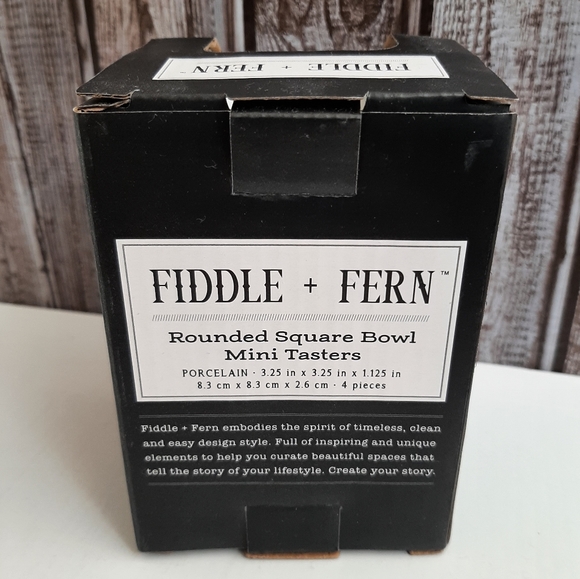 FIDDLE + FERN™
FIDDLE + FERN™
Rounded Square Bowl
Mini Tasters
PORCELAIN · 3.25 in x 3.25 in x 1.125 in
8.3 cm x 8.3 cm x 2.6 cm · 4 pieces
Fiddle + Fern embodies the spirit of timeless, clean
and easy design style. Full of inspiring and unique
elements to help you curate beautiful spaces that
tell the story of your lifestyle. Create your story.